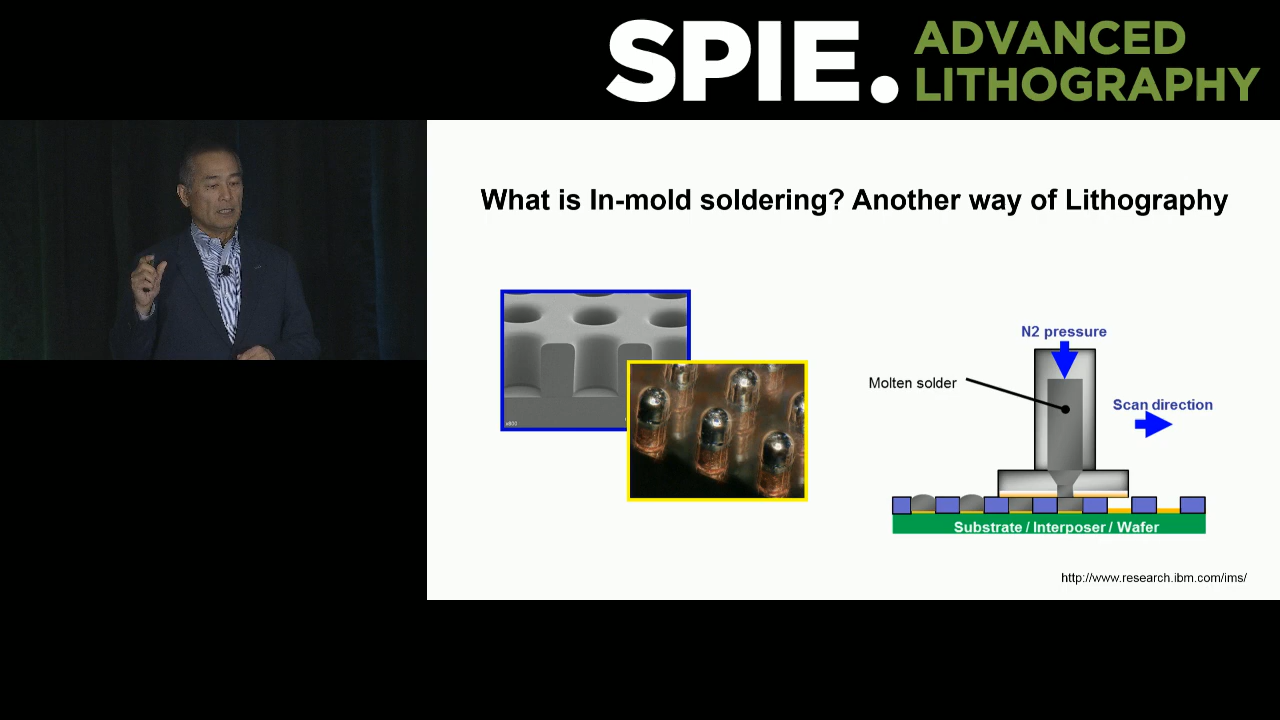 SPIE. ADVANCED
LITHOGRAPHY
What is In-mold soldering? Another way of Lithography
N2 pressure
Molten solder
Scan direction
Substrate / Interposer / Wafer
http://www.research.ibm.com/ims/